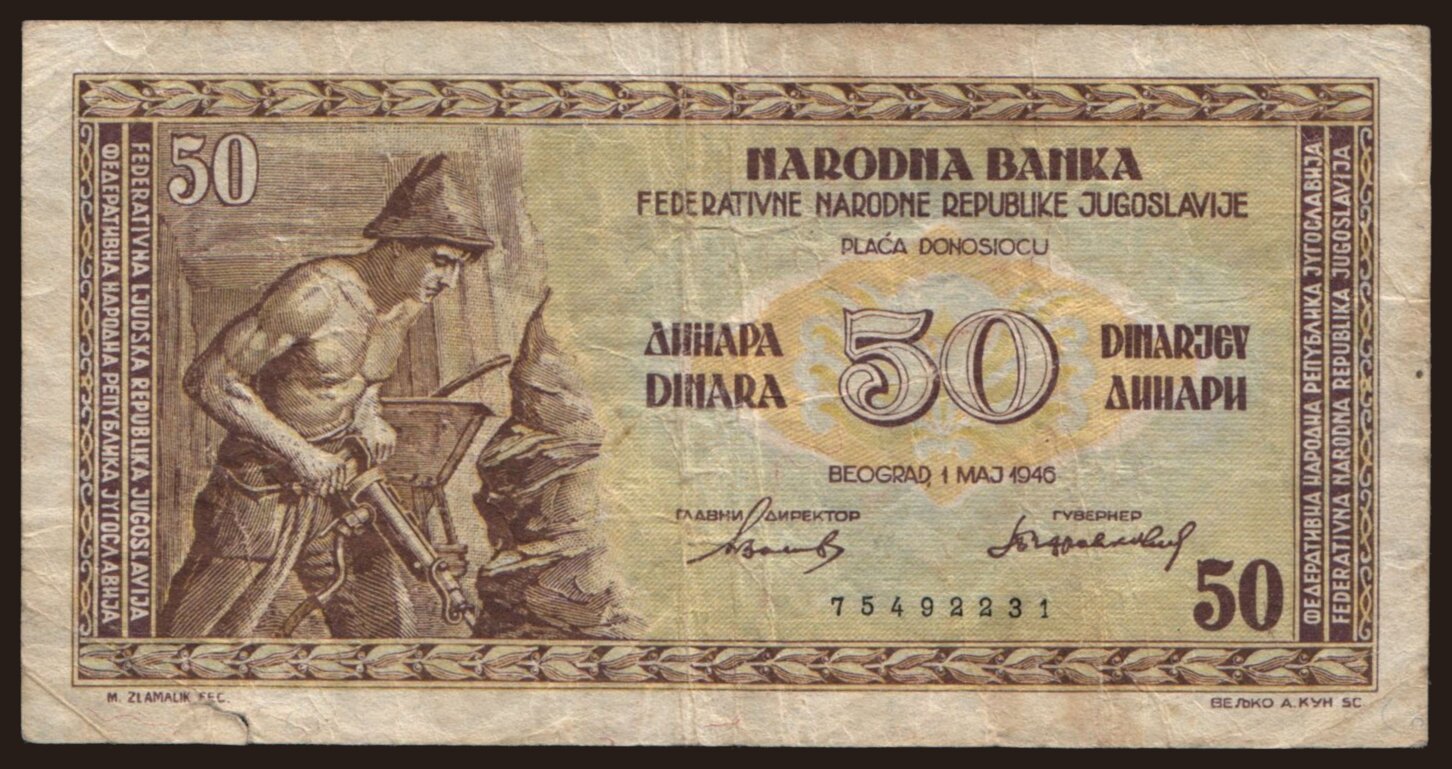 50
NARODNA BANKA
FEDERATIVNE NARODNE REPUBLIKE JUGOSLAVIJE
PLAĆA DONOSIOCU
ДИНАРА
DINARA
50
DINARJEV
ДИНАРИ
BEOGRAD, 1 MAJ 1946
ГЛАВНИ ДИРЕКТОР
ГУВЕРНЕР
75492231
50
ФЕДЕРАТИВНА НАРОДНА РЕПУБЛИКА ЈУГОСЛАВИЈА
FEDERATIVNA LJUDSKA REPUBLIKA JUGOSLAVIJA
ФЕДЕРАТИВНА НАРОДНА РЕПУБЛИКА ЈУГОСЛАВИЈА
FEDERATIVNA NARODNA REPUBLIKA JUGOSLAVIJA
M. ZLAMALIK FEC.
ВЕЉКО А. КУН SC